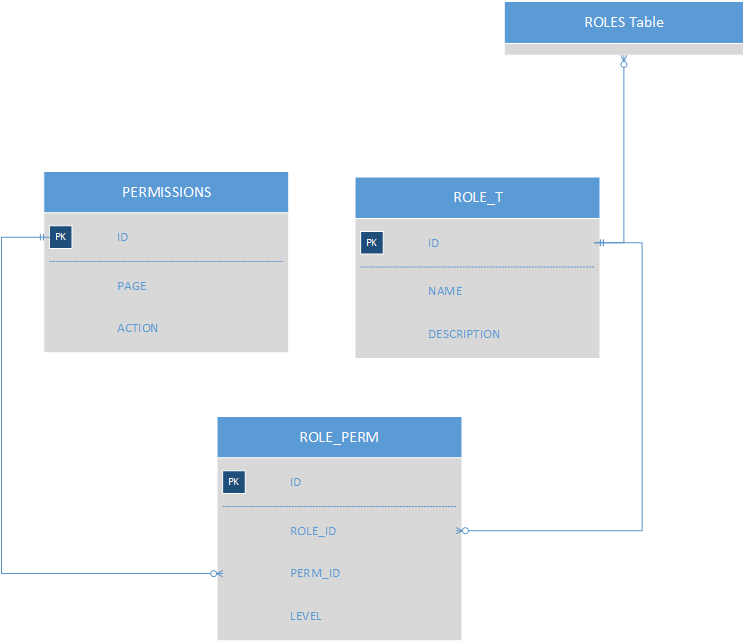 ROLES Table
PERMISSIONS
PK ID
PAGE
ACTION
ROLE_T
PK ID
NAME
DESCRIPTION
ROLE_PERM
PK ID
ROLE_ID
PERM_ID
LEVEL